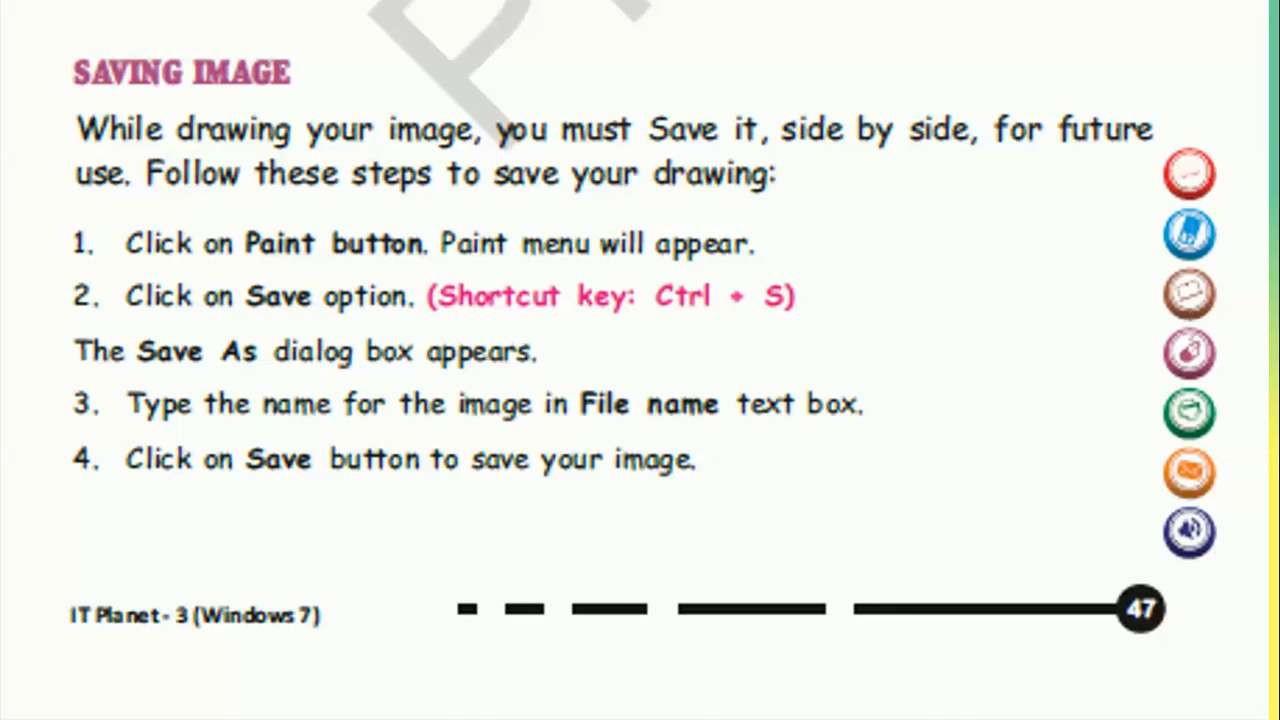 SAVING IMAGE
While drawing your image, you must Save it, side by side, for future
use. Follow these steps to save your drawing:
1. Click on Paint button. Paint menu will appear.
2. Click on Save option. (Shortcut key: Ctrl + S)
The Save As dialog box appears.
3. Type the name for the image in File name text box.
4. Click on Save button to save your image.
IT Planet - 3 (Windows 7)
47